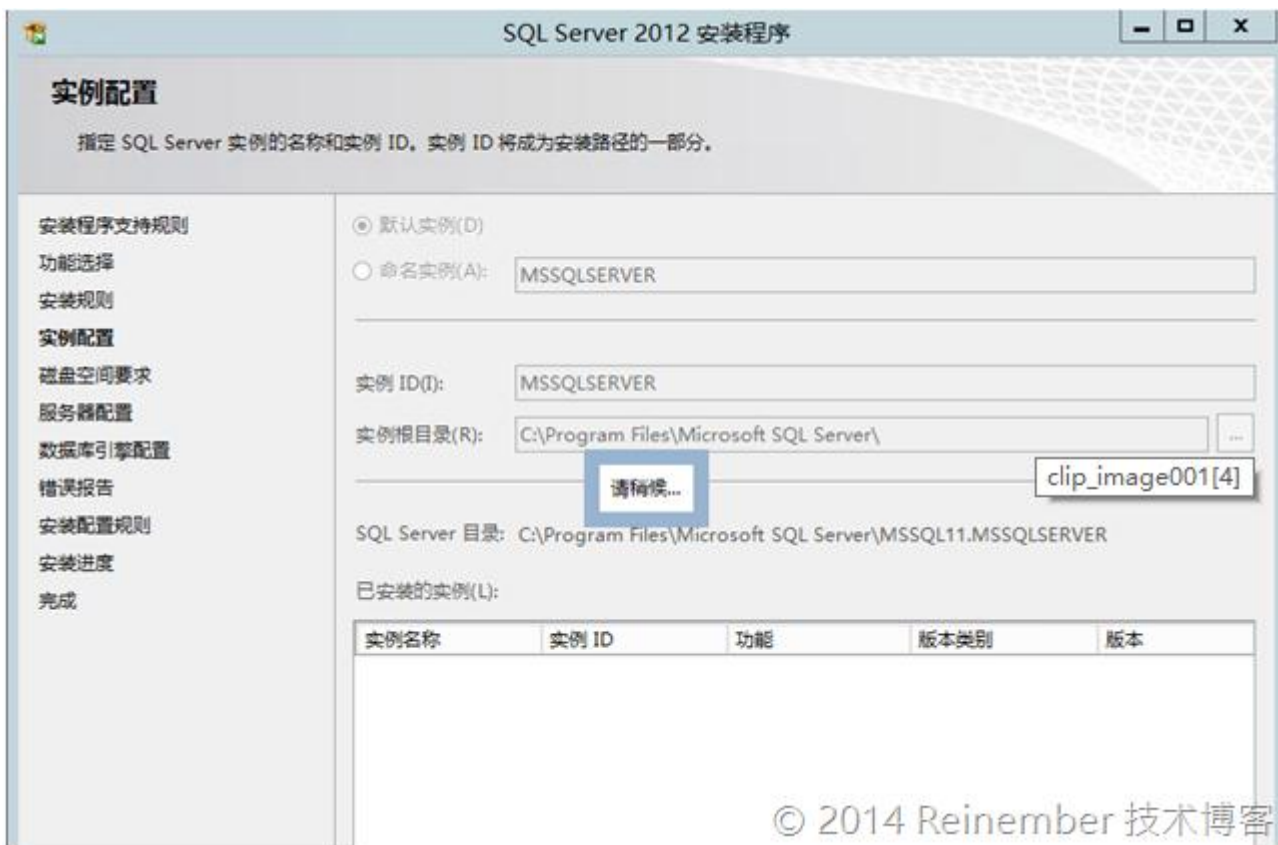 SQL Server 2012 安装程序
实例配置
指定 SQL Server 实例的名称和实例 ID。实例 ID 将成为安装路径的一部分。
安装程序支持规则
功能选择
安装规则
实例配置
磁盘空间要求
服务器配置
数据库引擎配置
错误报告
安装配置规则
安装进度
完成
默认实例(D)
命名实例(A): MSSQLSERVER
实例 ID(I): MSSQLSERVER
实例根目录(R): C:\Program Files\Microsoft SQL Server\ ...
请稍候...
clip_image001[4]
SQL Server 目录: C:\Program Files\Microsoft SQL Server\MSSQL11.MSSQLSERVER
已安装的实例(L):
实例名称 实例 ID 功能 版本类别 版本
© 2014 Reinember 技术博客